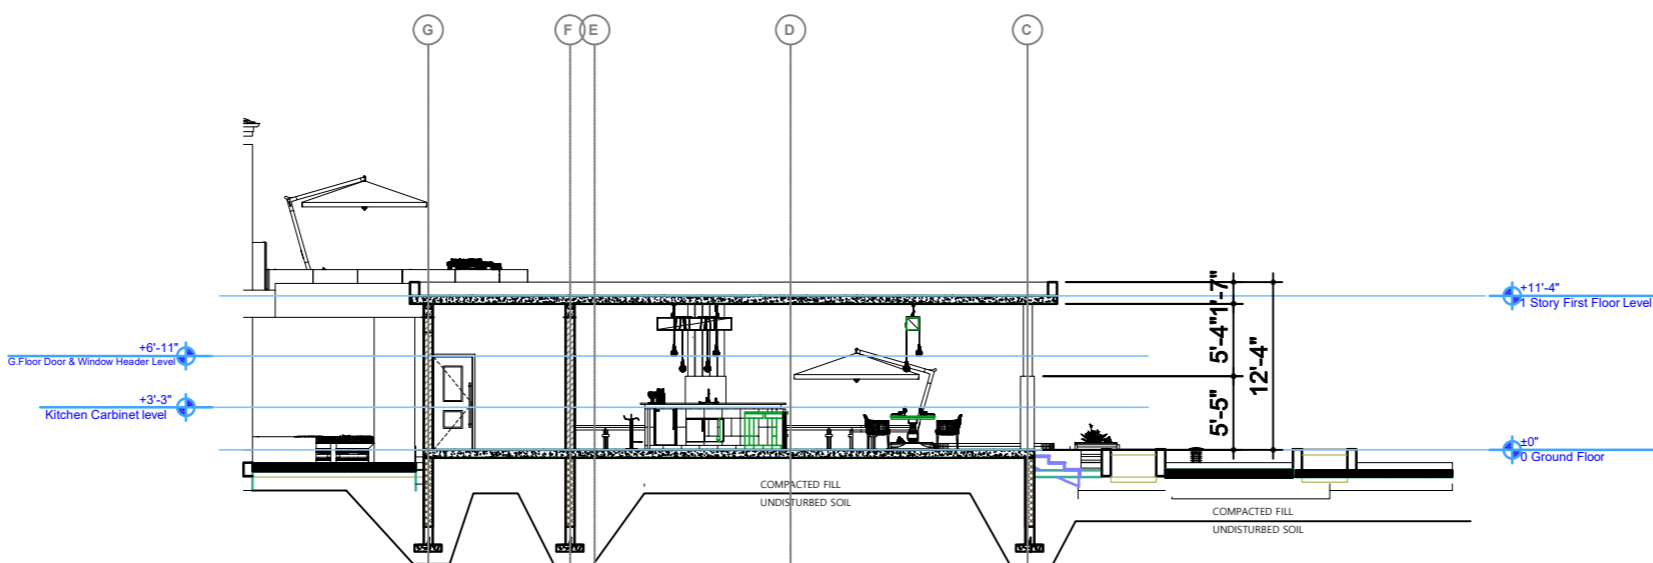 G
F
E
D
C
+11'-4"
1 Story First Floor Level
1'-7"
5'-4"
12'-4"
5'-5"
+6'-11"
G.Floor Door & Window Header Level
+3'-3"
Kitchen Carbinet level
±0"
0 Ground Floor
COMPACTED FILL
UNDISTURBED SOIL
COMPACTED FILL
UNDISTURBED SOIL